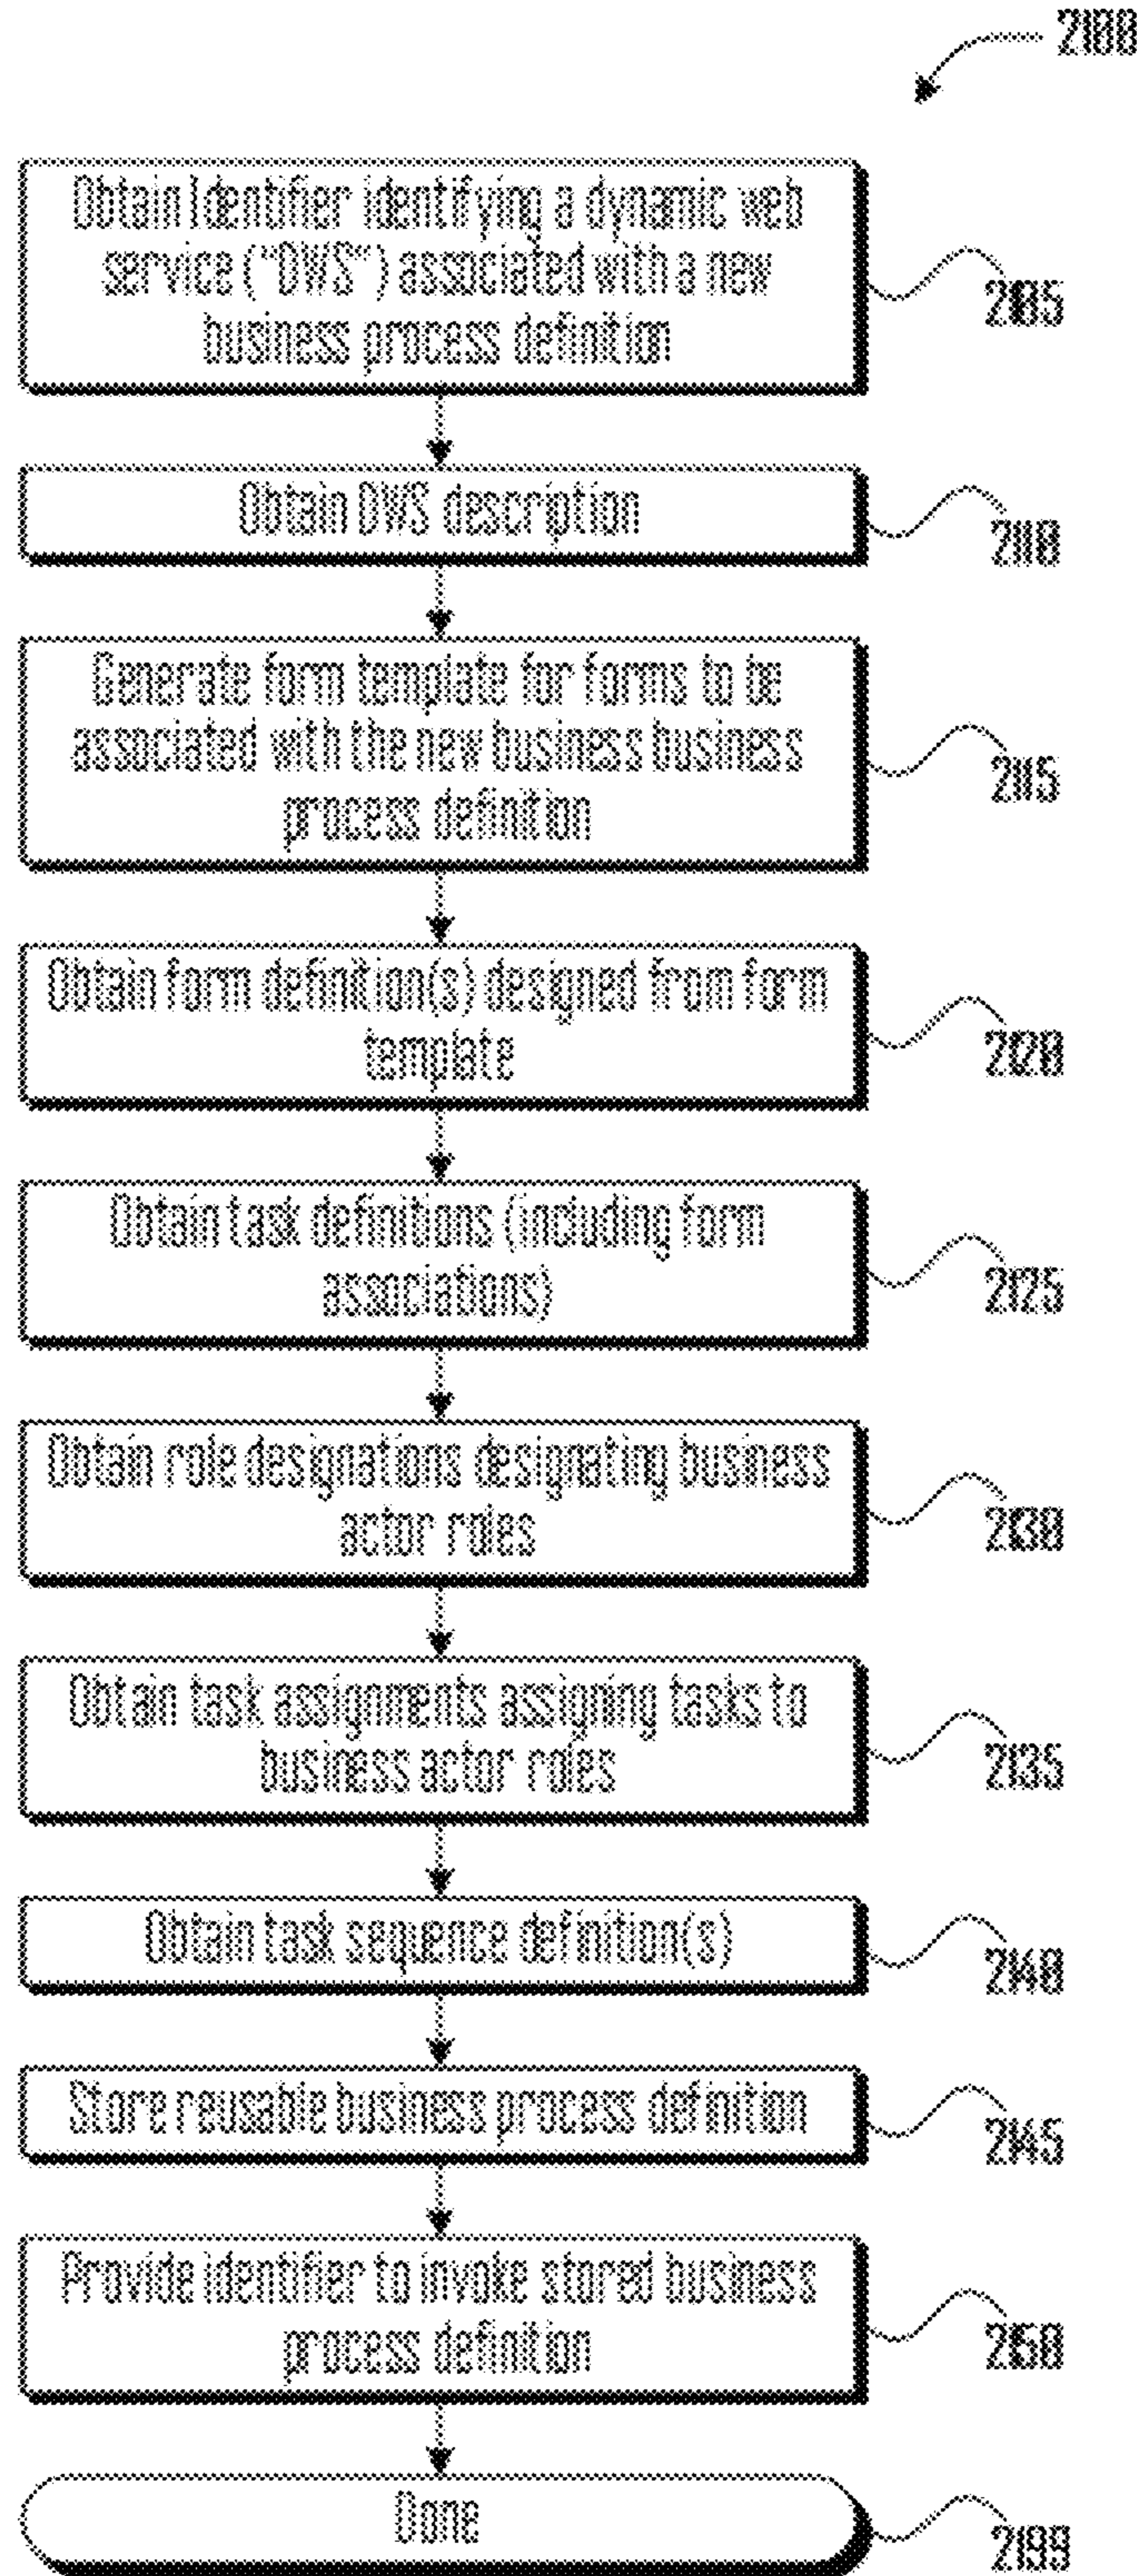 2100
Obtain Identifier identifying a dynamic web
service ("DWS") associated with a new
business process definition
2105
Obtain DWS description
2110
Generate form template for forms to be
associated with the new business business
process definition
2115
Obtain form definition(s) designed from form
template
2120
Obtain task definitions (including form
associations)
2125
Obtain role designations designating business
actor roles
2130
Obtain task assignments assigning tasks to
business actor roles
2135
Obtain task sequence definition(s)
2140
Store reusable business process definition
2145
Provide identifier to invoke stored business
process definition
2150
Done
2199